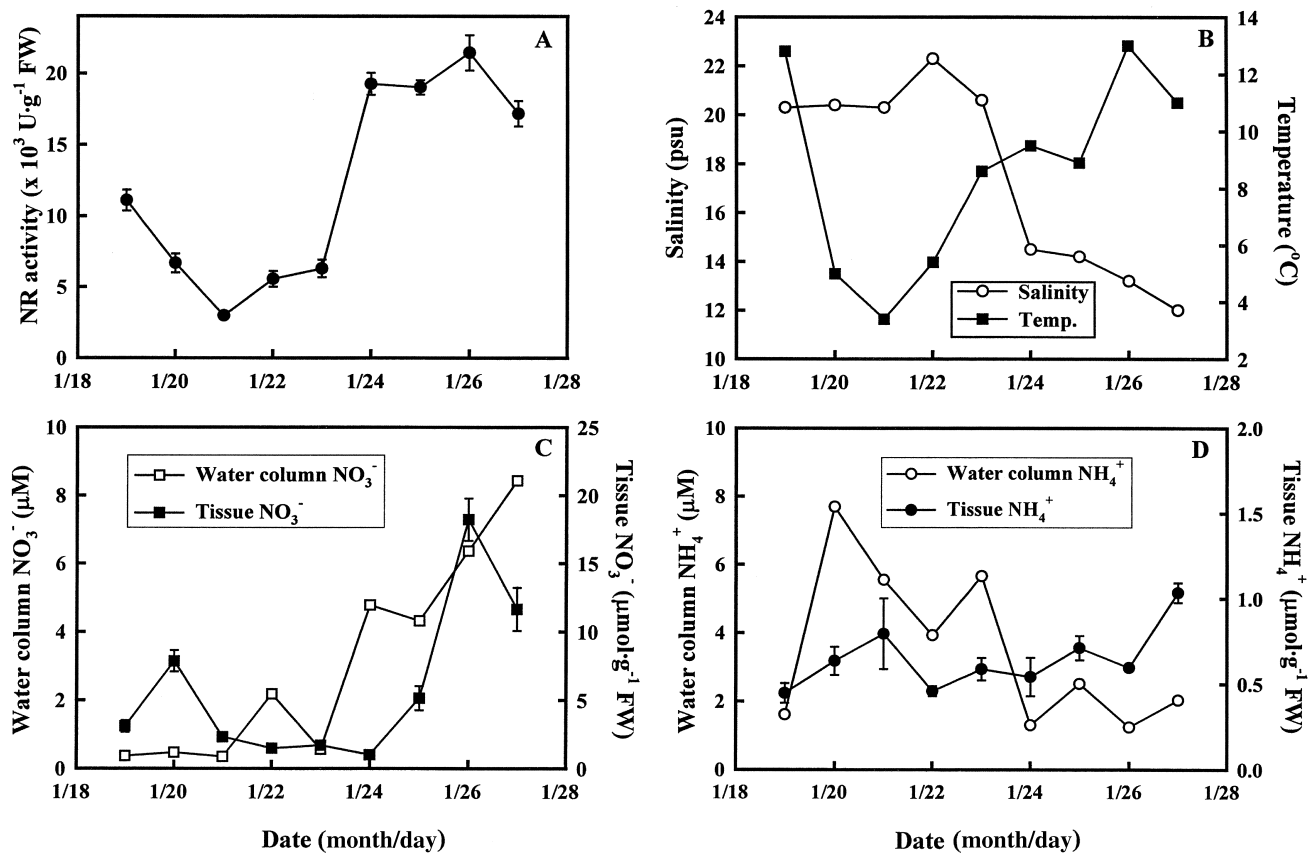 A
NR activity (x 10³ U·g⁻¹ FW)
20
15
10
5
0
1/18 1/20 1/22 1/24 1/26 1/28
B
Salinity (psu)
24
22
20
18
16
14
12
10
Temperature (°C)
14
12
10
8
6
4
2
Salinity
Temp.
1/18 1/20 1/22 1/24 1/26 1/28
C
Water column NO₃⁻ (μM)
10
8
6
4
2
0
Tissue NO₃⁻ (μmol·g⁻¹ FW)
25
20
15
10
5
0
Water column NO₃⁻
Tissue NO₃⁻
1/18 1/20 1/22 1/24 1/26 1/28
Date (month/day)
D
Water column NH₄⁺ (μM)
10
8
6
4
2
0
Tissue NH₄⁺ (μmol·g⁻¹ FW)
2.0
1.5
1.0
0.5
0.0
Water column NH₄⁺
Tissue NH₄⁺
1/18 1/20 1/22 1/24 1/26 1/28
Date (month/day)